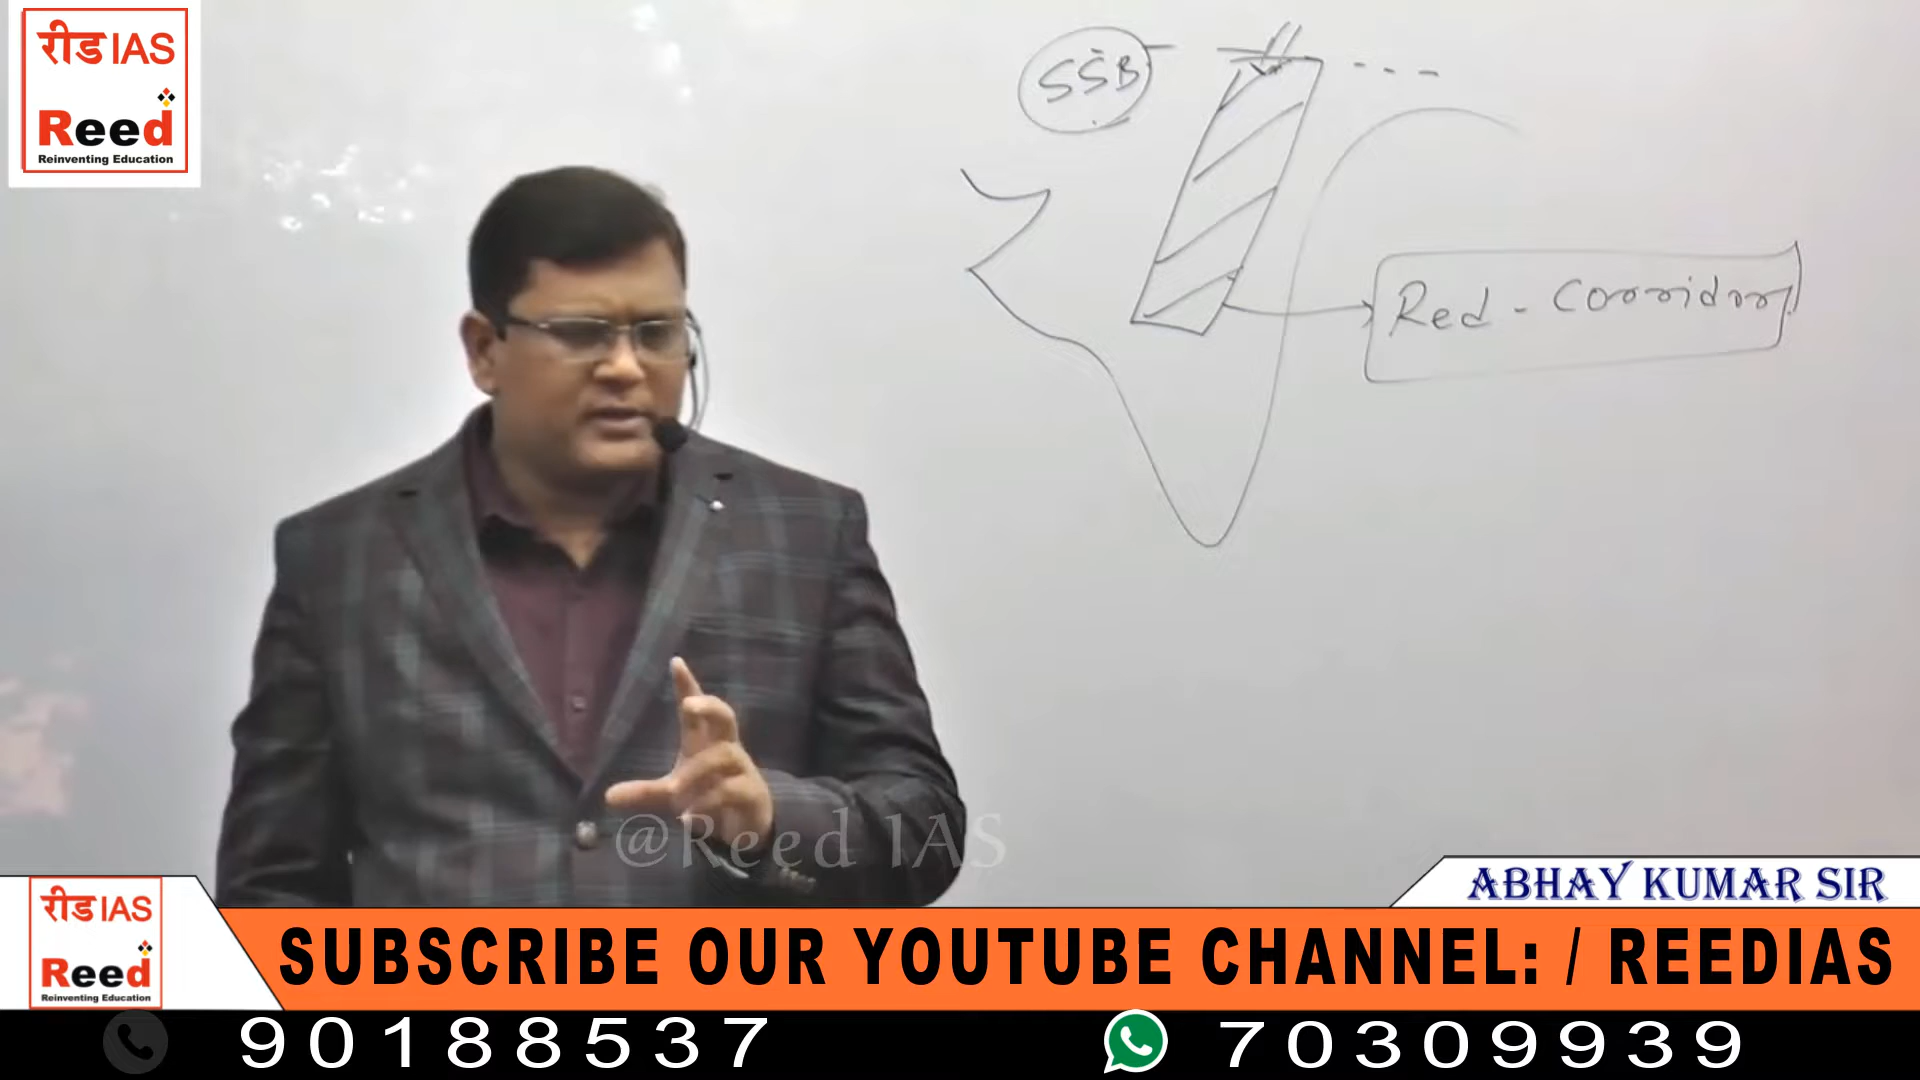 रीड IAS
Reed
Reinventing Education
SSB
Red - Corridor
@Reed IAS
ABHAY KUMAR SIR
रीड IAS
Reed
Reinventing Education
SUBSCRIBE OUR YOUTUBE CHANNEL: / REEDIAS
90188537
70309939